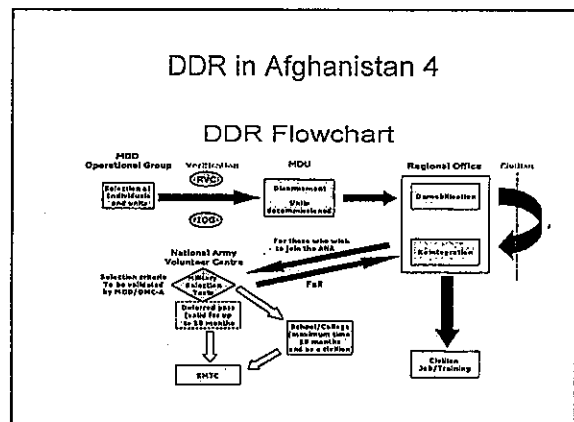 DDR in Afghanistan 4
DDR Flowchart
MOD
Operational Group
Verification
MDU
Regional Office
Civilian
RVC
IOG
Selection of
Individuals
and units
Disarmament
Units
decommissioned
Demobilisation
Reintegration
For those who wish
to join the ANA
Fail
National Army
Volunteer Centre
Selection criteria
To be validated
by MOD/OMC-A
Military
Selection
Tests
Deferred pass
(valid for up
to 18 months
School/College
(maximum time
18 months
and as a civilian)
KMTC
Civilian
Job/Training